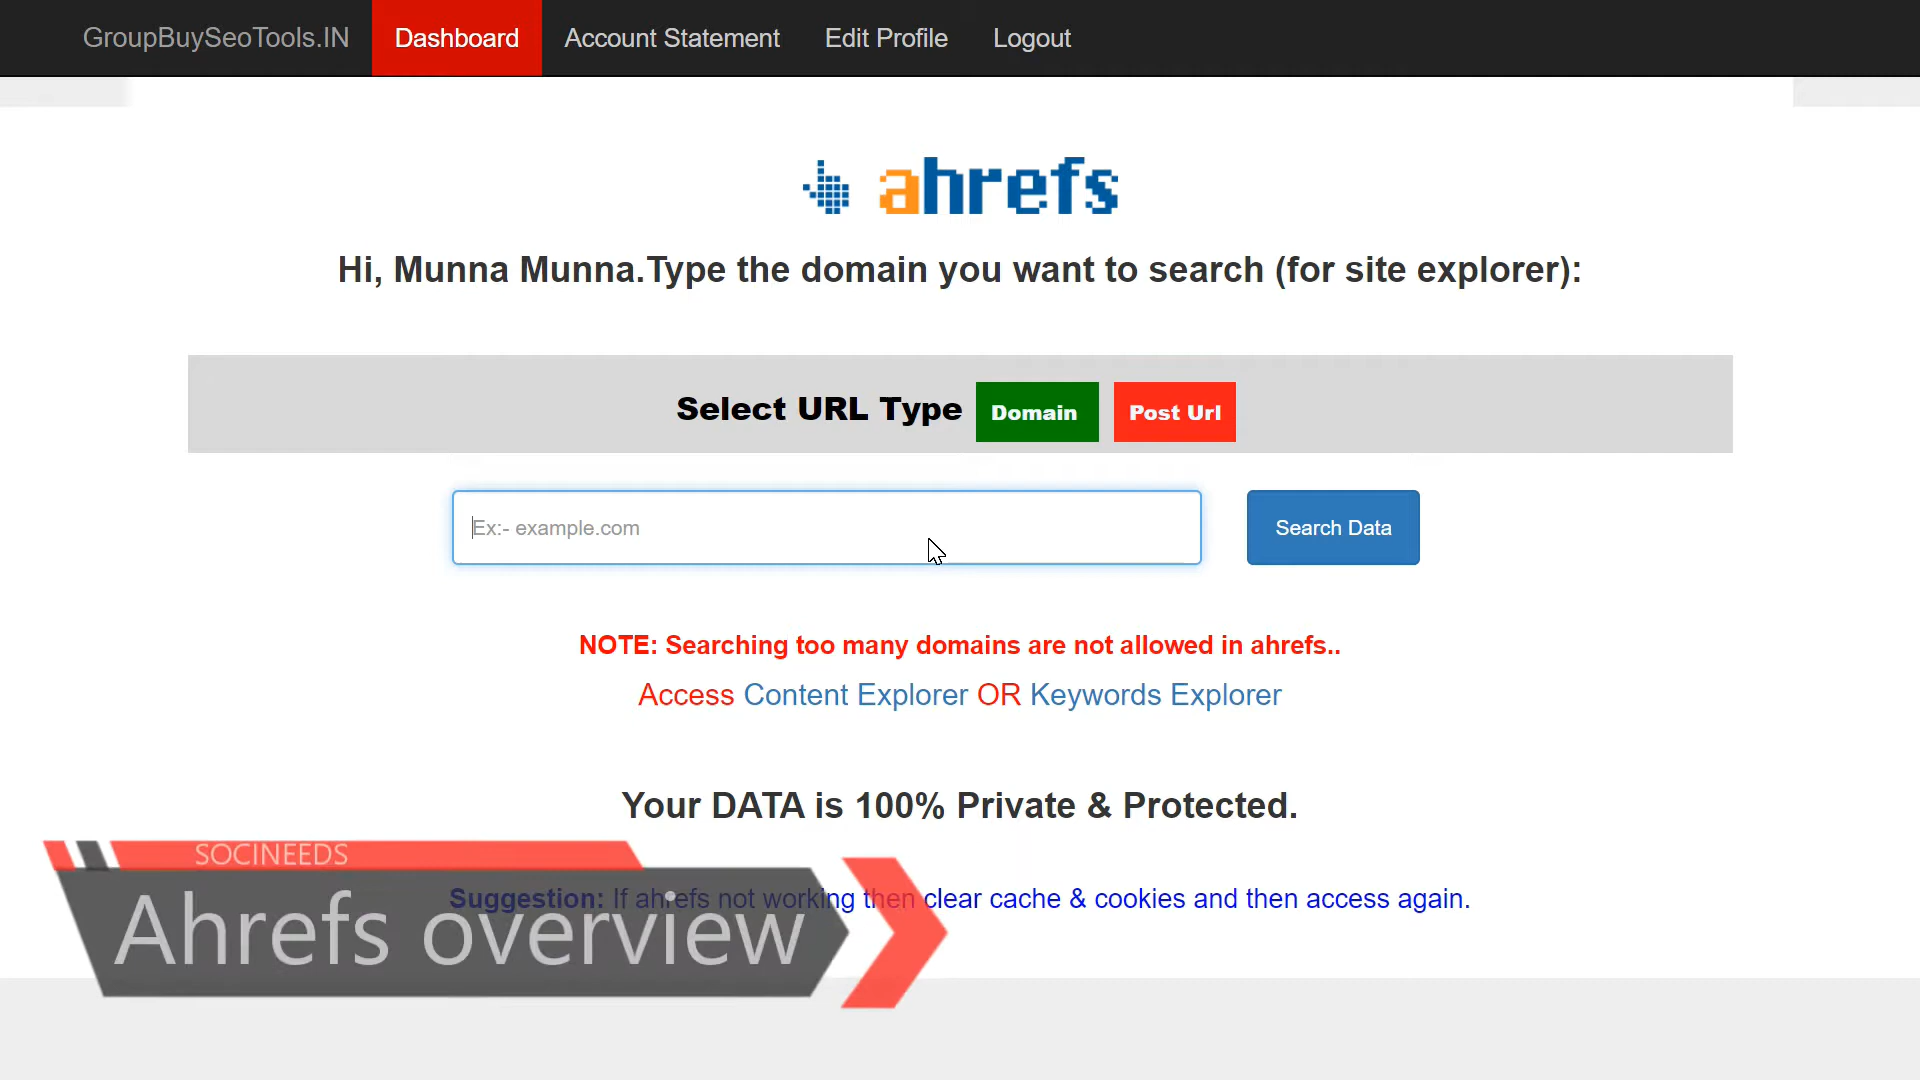 GroupBuySeoTools.IN Dashboard Account Statement Edit Profile Logout
ahrefs
Hi, Munna Munna.Type the domain you want to search (for site explorer):
Select URL Type Domain Post Url
Ex:- example.com Search Data
NOTE: Searching too many domains are not allowed in ahrefs..
Access Content Explorer OR Keywords Explorer
Your DATA is 100% Private & Protected.
SOCINEEDS
Suggestion: If ahrefs not working then clear cache & cookies and then access again.
Ahrefs overview